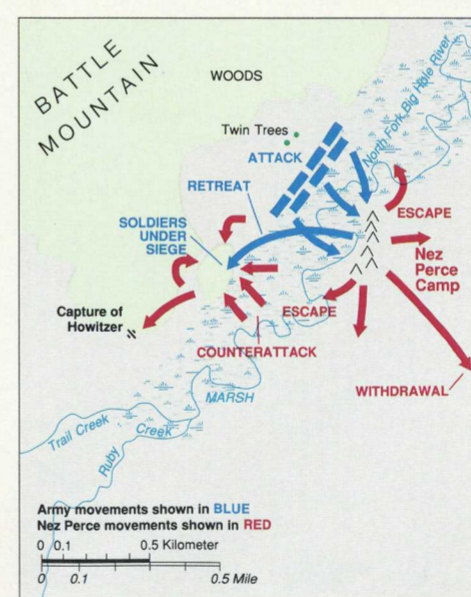 BATTLE
MOUNTAIN
WOODS
North Fork Big Hole River
Twin Trees
ATTACK
RETREAT
SOLDIERS
UNDER
SIEGE
ESCAPE
Nez
Perce
Camp
Capture of
Howitzer
ESCAPE
COUNTERATTACK
WITHDRAWAL
MARSH
Trail Creek
Ruby Creek
Army movements shown in BLUE
Nez Perce movements shown in RED
0 0.1 0.5 Kilometer
0 0.1 0.5 Mile